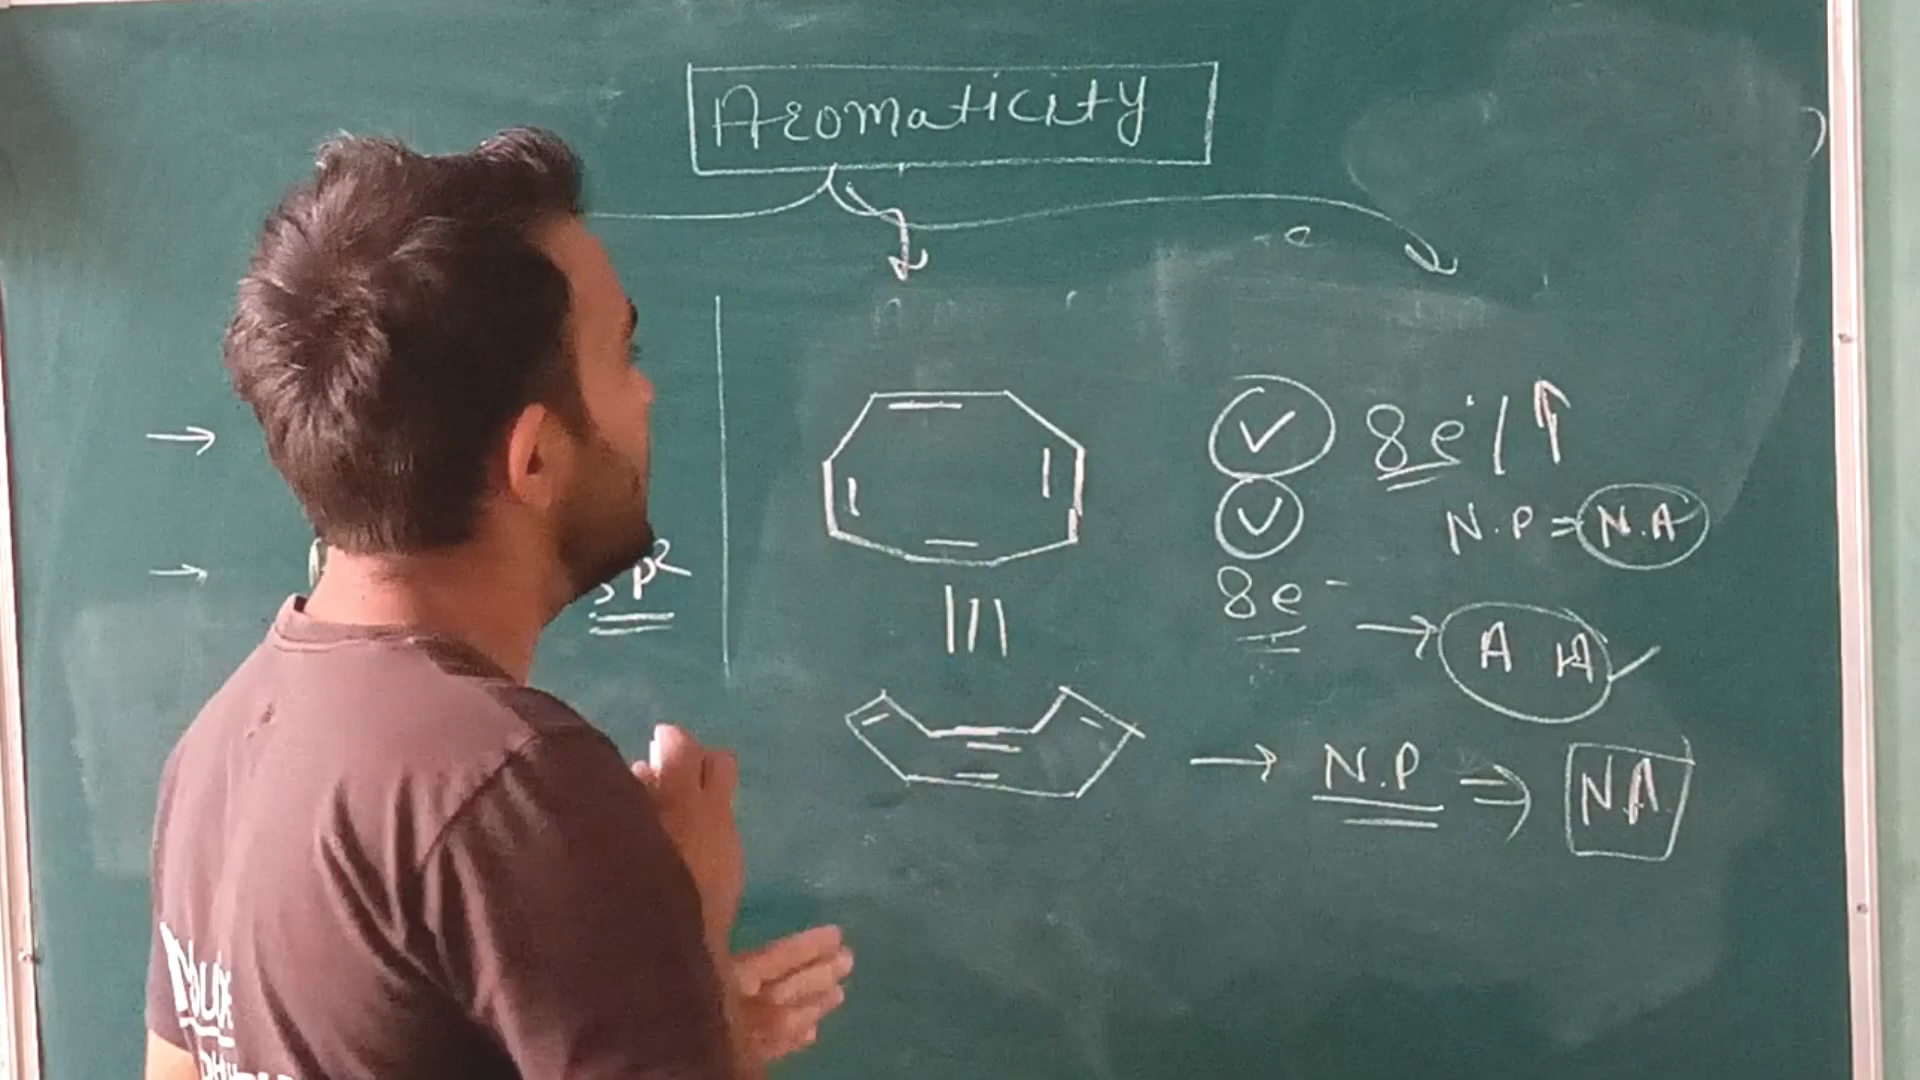 Aromaticity
8e
N.P = N.A
sp2
8e-
→ A A
→ N.P ⇒ N.A.